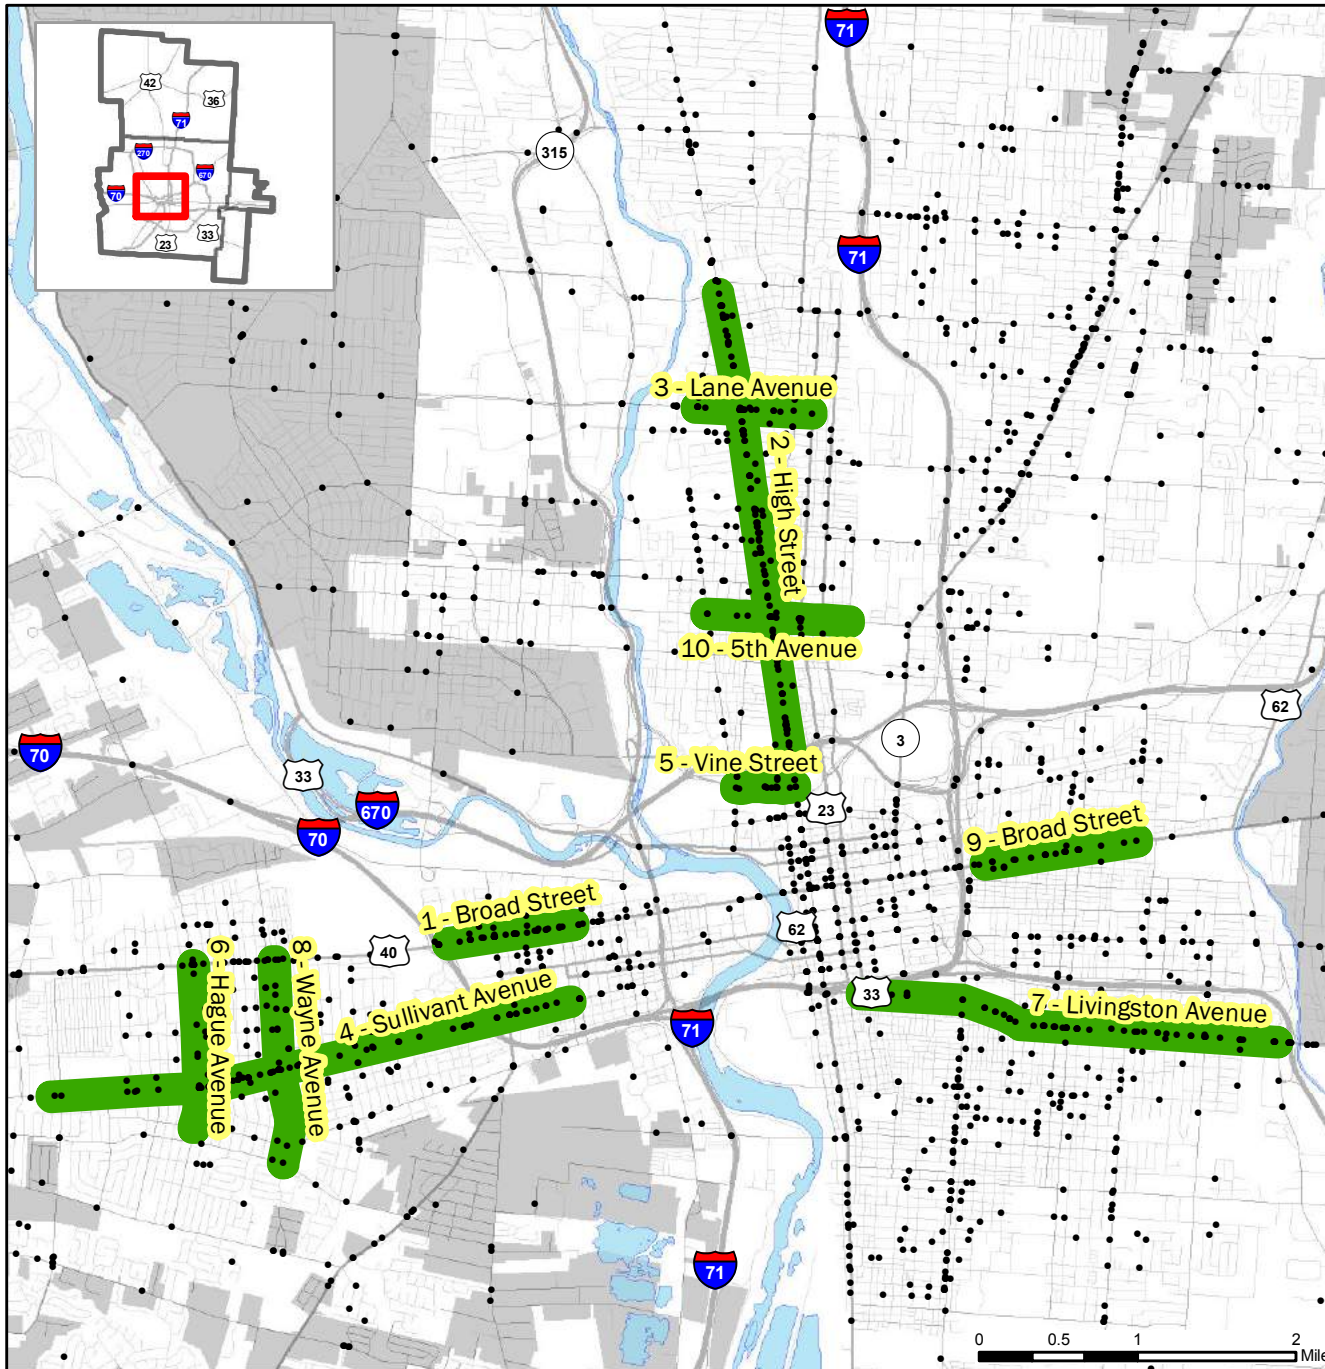 71
42
36
71
270
670
70
33
23
315
71
3 - Lane Avenue
2 - High Street
10 - 5th Avenue
62
3
70
33
5 - Vine Street
670
23
70
9 - Broad Street
1 - Broad Street
62
40
6 - Hague Avenue
8 - Wayne Avenue
4 - Sullivant Avenue
33
7 - Livingston Avenue
71
71
0 0.5 1 2
Mile